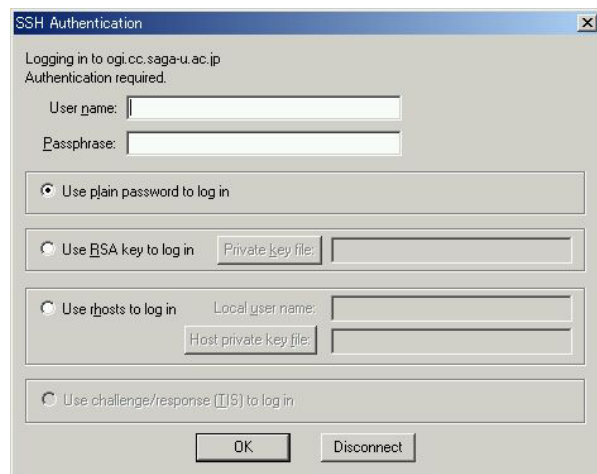 SSH Authentication
Logging in to ogi.cc.saga-u.ac.jp
Authentication required.
User name:
Passphrase:
Use plain password to log in
Use RSA key to log in Private key file:
Use rhosts to log in Local user name:
Host private key file:
Use challenge/response (TIS) to log in
OK Disconnect